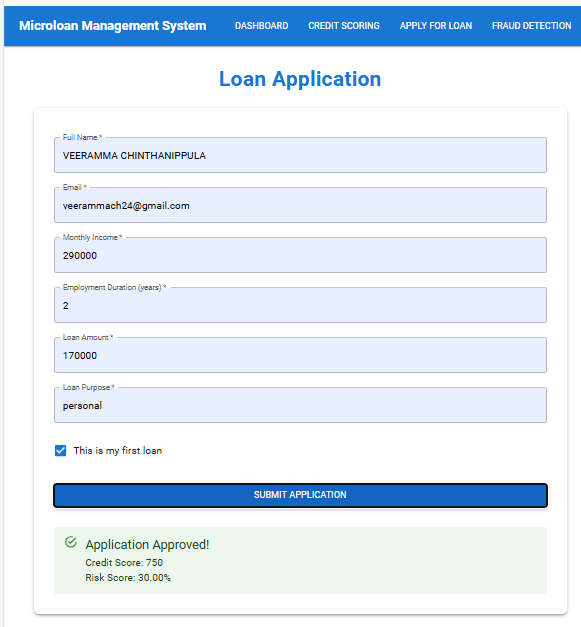 Microloan Management System DASHBOARD CREDIT SCORING APPLY FOR LOAN FRAUD DETECTION
Loan Application
Full Name *
VEERAMMA CHINTHANIPPULA
Email *
veerammach24@gmail.com
Monthly Income *
290000
Employment Duration (years) *
2
Loan Amount *
170000
Loan Purpose *
personal
This is my first loan
SUBMIT APPLICATION
Application Approved!
Credit Score: 750
Risk Score: 30.00%